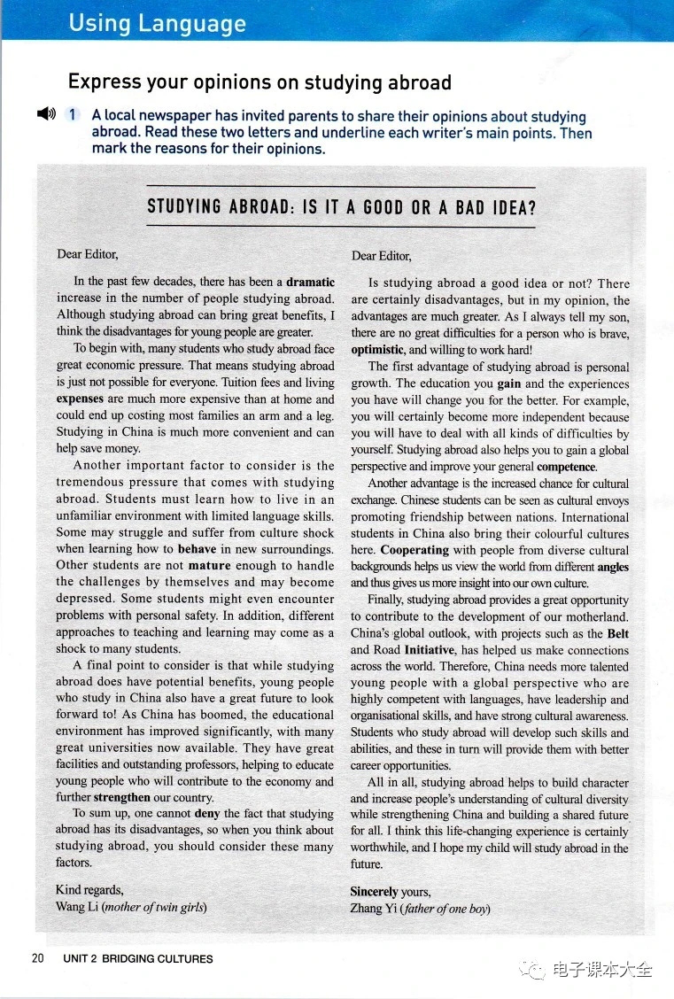 Using Language
Express your opinions on studying abroad
1 A local newspaper has invited parents to share their opinions about studying
abroad. Read these two letters and underline each writer's main points. Then
mark the reasons for their opinions.
STUDYING ABROAD: IS IT A GOOD OR A BAD IDEA?
Dear Editor,
In the past few decades, there has been a dramatic
increase in the number of people studying abroad.
Although studying abroad can bring great benefits, I
think the disadvantages for young people are greater.
To begin with, many students who study abroad face
great economic pressure. That means studying abroad
is just not possible for everyone. Tuition fees and living
expenses are much more expensive than at home and
could end up costing most families an arm and a leg.
Studying in China is much more convenient and can
help save money.
Another important factor to consider is the
tremendous pressure that comes with studying
abroad. Students must learn how to live in an
unfamiliar environment with limited language skills.
Some may struggle and suffer from culture shock
when learning how to behave in new surroundings.
Other students are not mature enough to handle
the challenges by themselves and may become
depressed. Some students might even encounter
problems with personal safety. In addition, different
approaches to teaching and learning may come as a
shock to many students.
A final point to consider is that while studying
abroad does have potential benefits, young people
who study in China also have a great future to look
forward to! As China has boomed, the educational
environment has improved significantly, with many
great universities now available. They have great
facilities and outstanding professors, helping to educate
young people who will contribute to the economy and
further strengthen our country.
To sum up, one cannot deny the fact that studying
abroad has its disadvantages, so when you think about
studying abroad, you should consider these many
factors.
Kind regards,
Wang Li (mother of twin girls)
Dear Editor,
Is studying abroad a good idea or not? There
are certainly disadvantages, but in my opinion, the
advantages are much greater. As I always tell my son,
there are no great difficulties for a person who is brave,
optimistic, and willing to work hard!
The first advantage of studying abroad is personal
growth. The education you gain and the experiences
you have will change you for the better. For example,
you will certainly become more independent because
you will have to deal with all kinds of difficulties by
yourself. Studying abroad also helps you to gain a global
perspective and improve your general competence.
Another advantage is the increased chance for cultural
exchange. Chinese students can be seen as cultural envoys
promoting friendship between nations. International
students in China also bring their colourful cultures
here. Cooperating with people from diverse cultural
backgrounds helps us view the world from different angles
and thus gives us more insight into our own culture.
Finally, studying abroad provides a great opportunity
to contribute to the development of our motherland.
China's global outlook, with projects such as the Belt
and Road Initiative, has helped us make connections
across the world. Therefore, China needs more talented
young people with a global perspective who are
highly competent with languages, have leadership and
organisational skills, and have strong cultural awareness.
Students who study abroad will develop such skills and
abilities, and these in turn will provide them with better
career opportunities.
All in all, studying abroad helps to build character
and increase people's understanding of cultural diversity
while strengthening China and building a shared future
for all. I think this life-changing experience is certainly
worthwhile, and I hope my child will study abroad in the
future.
Sincerely yours,
Zhang Yi (father of one boy)
20 UNIT 2 BRIDGING CULTURES
电子课本大全